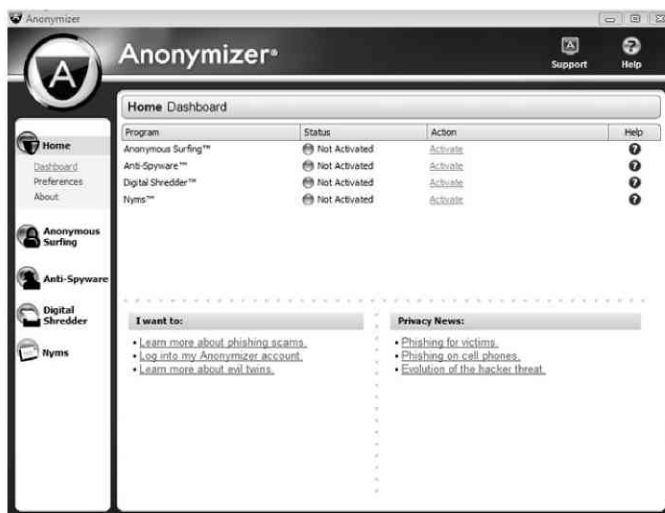 Anonymizer
Anonymizer®
Support
Help
Home Dashboard
Program Status Action Help
Anonymous Surfing™ Not Activated Activate ?
Anti-Spyware™ Not Activated Activate ?
Digital Shredder™ Not Activated Activate ?
Nyms™ Not Activated Activate ?
Home
Dashboard
Preferences
About
Anonymous
Surfing
Anti-Spyware
Digital
Shredder
Nyms
I want to:
• Learn more about phishing scams.
• Log into my Anonymizer account.
• Learn more about evil twins.
Privacy News:
• Phishing for victims.
• Phishing on cell phones.
• Evolution of the hacker threat.